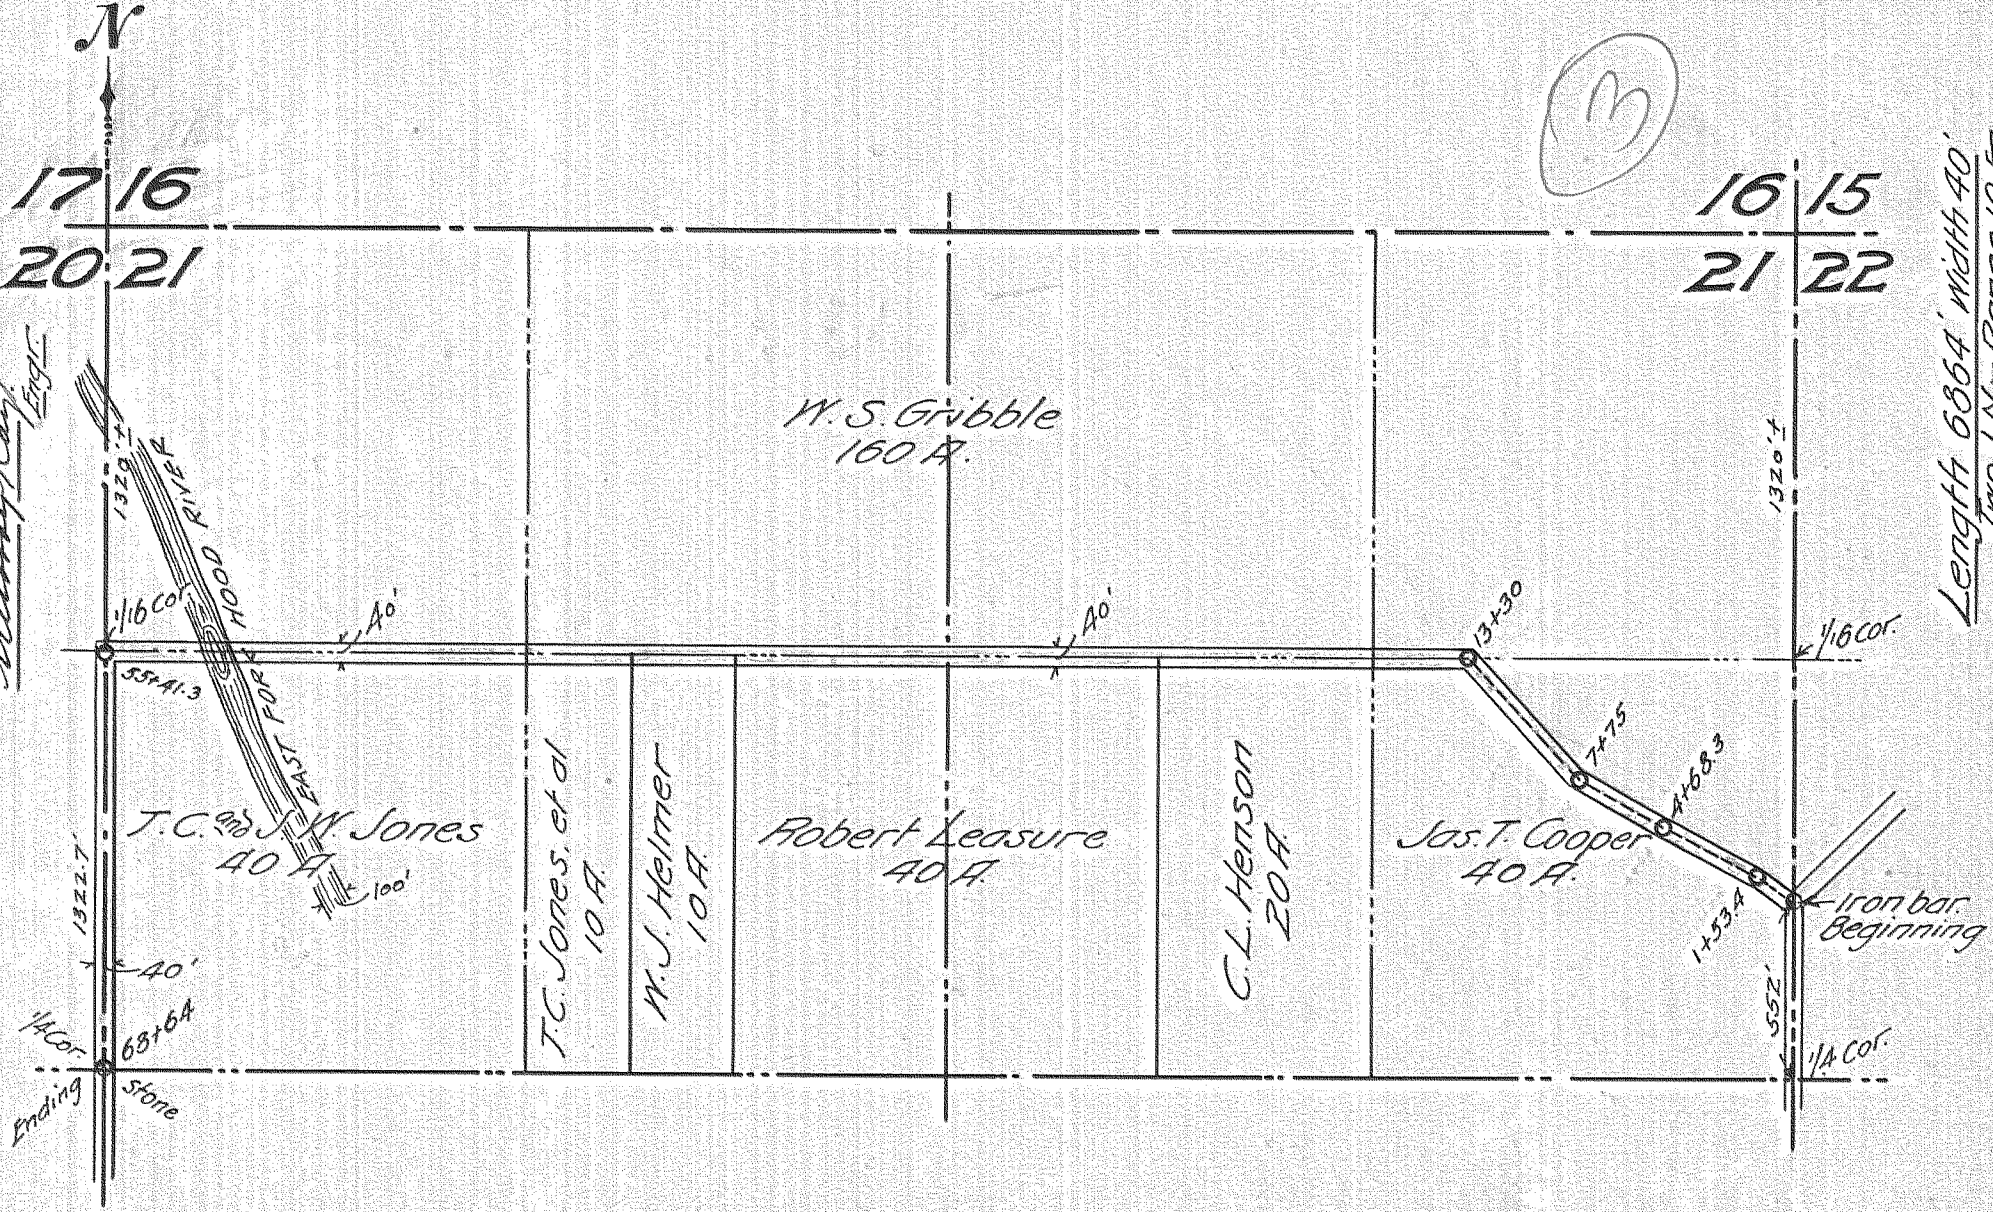 N
3
17 16
20 21
16 15
21 22
Engr.
Length 6864' Width 40'
1320'±
EAST FORK HOOD RIVER
W. S. Gribble
160 A.
1320'±
1/16 Cor.
40'
40'
13+30
1/16 Cor.
55+41.3
7+75
4+68.3
T.C. and J.W. Jones
40 A.
100'
T.C. Jones, et al
10 A.
W. J. Helmer
10 A.
Robert Leasure
40 A.
C. L. Henson
20 A.
Jas. T. Cooper
40 A.
1+53.4
Iron bar.
Beginning
1322.7'
40'
552'
1/4 Cor.
68+64
1/4 Cor.
Ending
stone